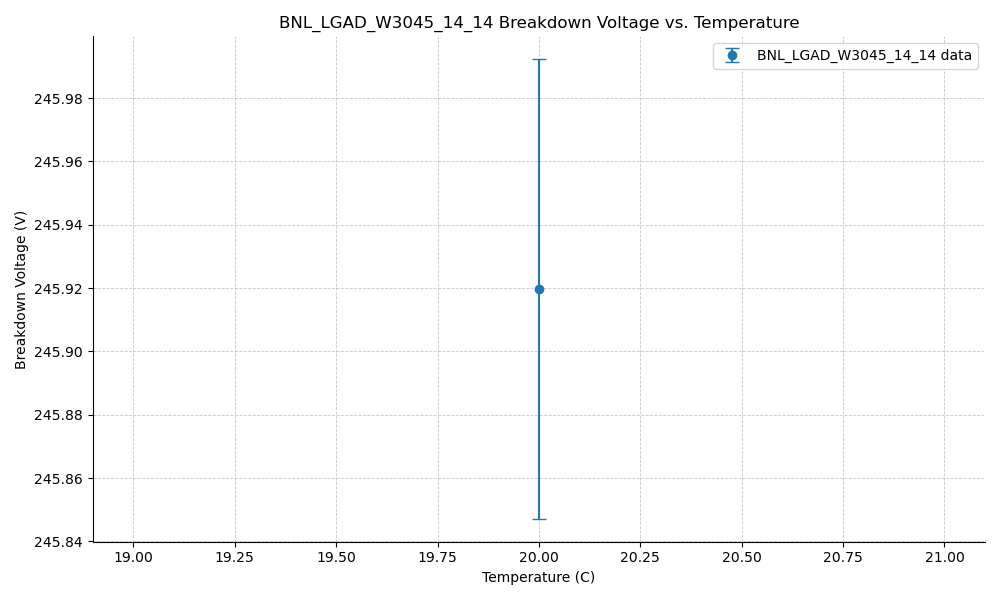 BNL_LGAD_W3045_14_14 Breakdown Voltage vs. Temperature
BNL_LGAD_W3045_14_14 data
Breakdown Voltage (V)
245.98
245.96
245.94
245.92
245.90
245.88
245.86
245.84
19.00 19.25 19.50 19.75 20.00 20.25 20.50 20.75 21.00
Temperature (C)